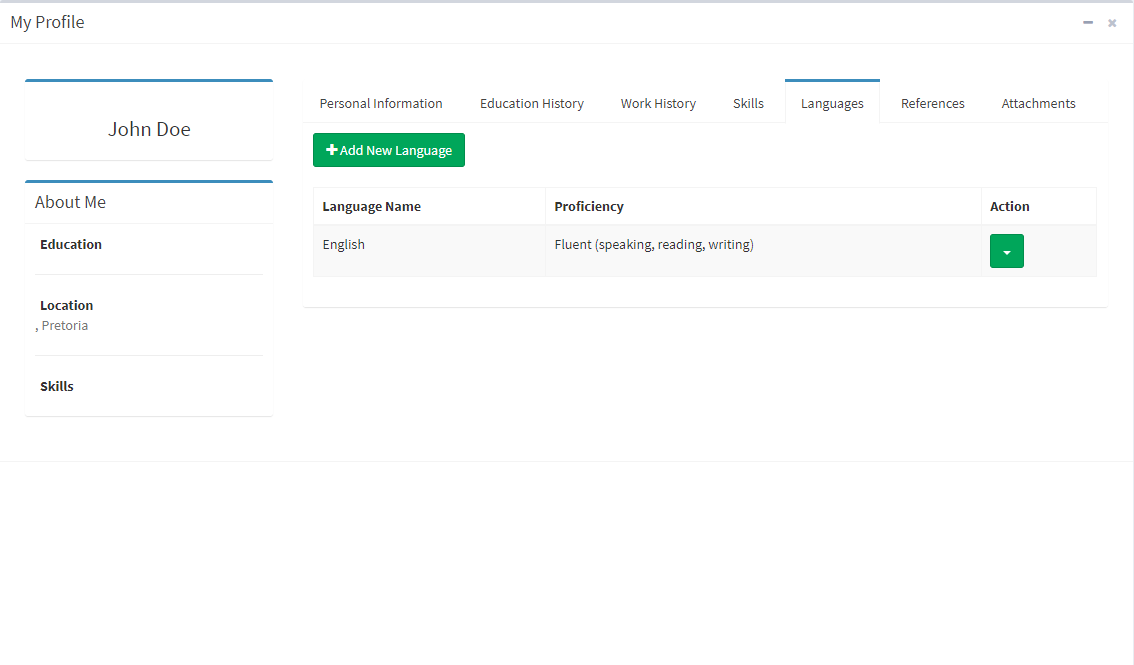 My Profile
John Doe
About Me
Education
Location
, Pretoria
Skills
Personal Information Education History Work History Skills Languages References Attachments
Add New Language
Language Name Proficiency Action
English Fluent (speaking, reading, writing)